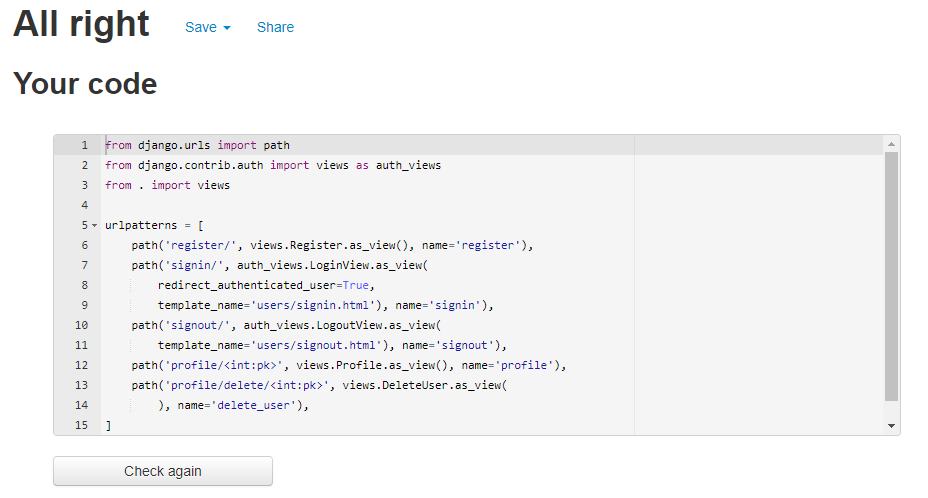 All right Save Share
Your code
1 from django.urls import path
2 from django.contrib.auth import views as auth_views
3 from . import views
4
5 urlpatterns = [
6     path('register/', views.Register.as_view(), name='register'),
7     path('signin/', auth_views.LoginView.as_view(
8         redirect_authenticated_user=True,
9         template_name='users/signin.html'), name='signin'),
10     path('signout/', auth_views.LogoutView.as_view(
11         template_name='users/signout.html'), name='signout'),
12     path('profile/<int:pk>', views.Profile.as_view(), name='profile'),
13     path('profile/delete/<int:pk>', views.DeleteUser.as_view(
14         ), name='delete_user'),
15 ]
Check again